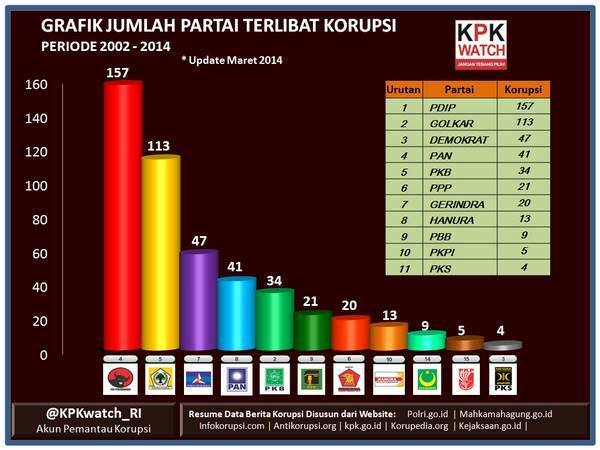 GRAFIK JUMLAH PARTAI TERLIBAT KORUPSI
PERIODE 2002 - 2014
* Update Maret 2014
KPK
WATCH
JANGAN TEBANG PILIH!
160
140
120
100
80
60
40
20
0
157
113
47
41
34
21
20
13
9
5
4
Urutan Partai Korupsi
1 PDIP 157
2 GOLKAR 113
3 DEMOKRAT 47
4 PAN 41
5 PKB 34
6 PPP 21
7 GERINDRA 20
8 HANURA 13
9 PBB 9
10 PKPI 5
11 PKS 4
4 5 7 8 2 9 6 10 14 15 3
PAN
PKB
HANURA
PKP
PKS
@KPKwatch_RI
Akun Pemantau Korupsi
Resume Data Berita Korupsi Disusun dari Website: Polri.go.id | Mahkamahagung.go.id
Infokorupsi.com | Antikorupsi.org | kpk.go.id | Korupedia.org | Kejaksaan.go.id |